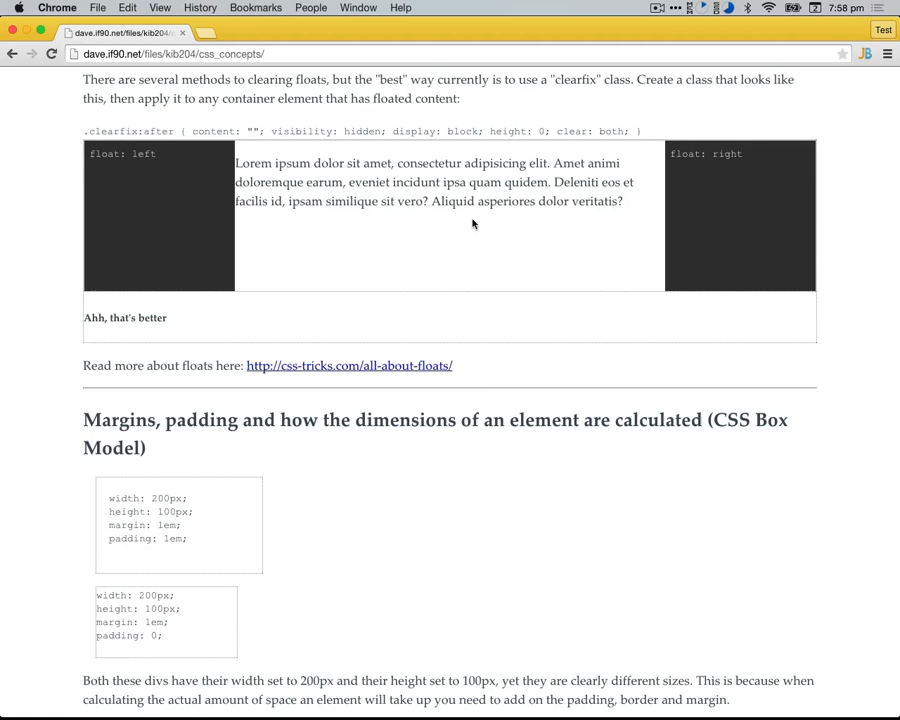 Chrome File Edit View History Bookmarks People Window Help 7:58 pm
dave.if90.net/files/kib204/c
Test
dave.if90.net/files/kib204/css_concepts/
JB
There are several methods to clearing floats, but the "best" way currently is to use a "clearfix" class. Create a class that looks like
this, then apply it to any container element that has floated content:
.clearfix:after { content: ""; visibility: hidden; display: block; height: 0; clear: both; }
float: left
Lorem ipsum dolor sit amet, consectetur adipisicing elit. Amet animi
doloremque earum, eveniet incidunt ipsa quam quidem. Deleniti eos et
facilis id, ipsam similique sit vero? Aliquid asperiores dolor veritatis?
float: right
Ahh, that's better
Read more about floats here: http://css-tricks.com/all-about-floats/
Margins, padding and how the dimensions of an element are calculated (CSS Box
Model)
width: 200px;
height: 100px;
margin: 1em;
padding: 1em;
width: 200px;
height: 100px;
margin: 1em;
padding: 0;
Both these divs have their width set to 200px and their height set to 100px, yet they are clearly different sizes. This is because when
calculating the actual amount of space an element will take up you need to add on the padding, border and margin.